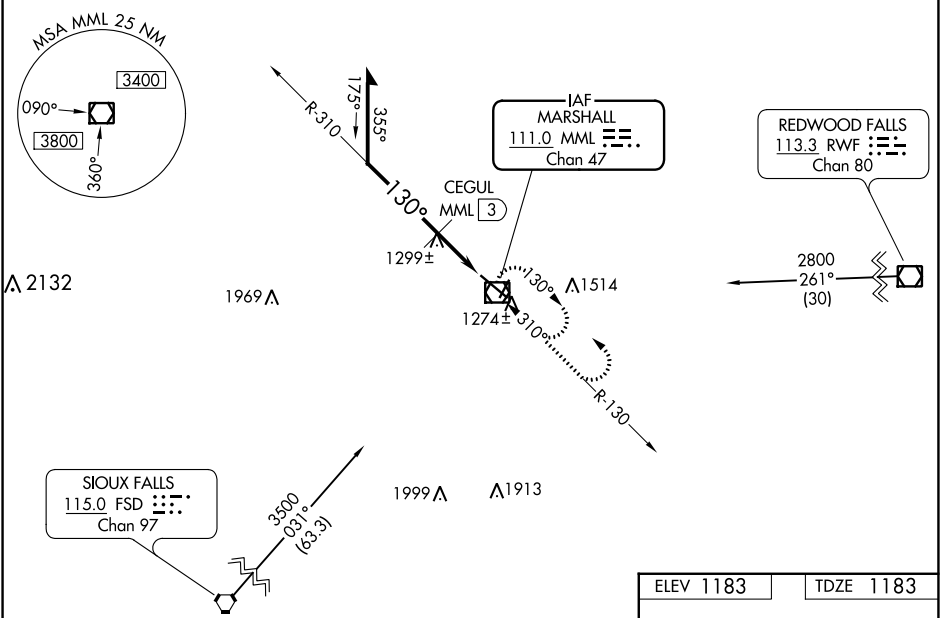 MSA MML 25 NM
3400
090°
3800
360°
R-310
175°
355°
130°
CEGUL
MML 3
1299±
IAF
MARSHALL
111.0 MML
Chan 47
REDWOOD FALLS
113.3 RWF
Chan 80
2800
261°
(30)
2132
1969
130°
1514
1274±
310°
R-130
SIOUX FALLS
115.0 FSD
Chan 97
3500
031°
(63.3)
1999
1913
ELEV 1183
TDZE 1183